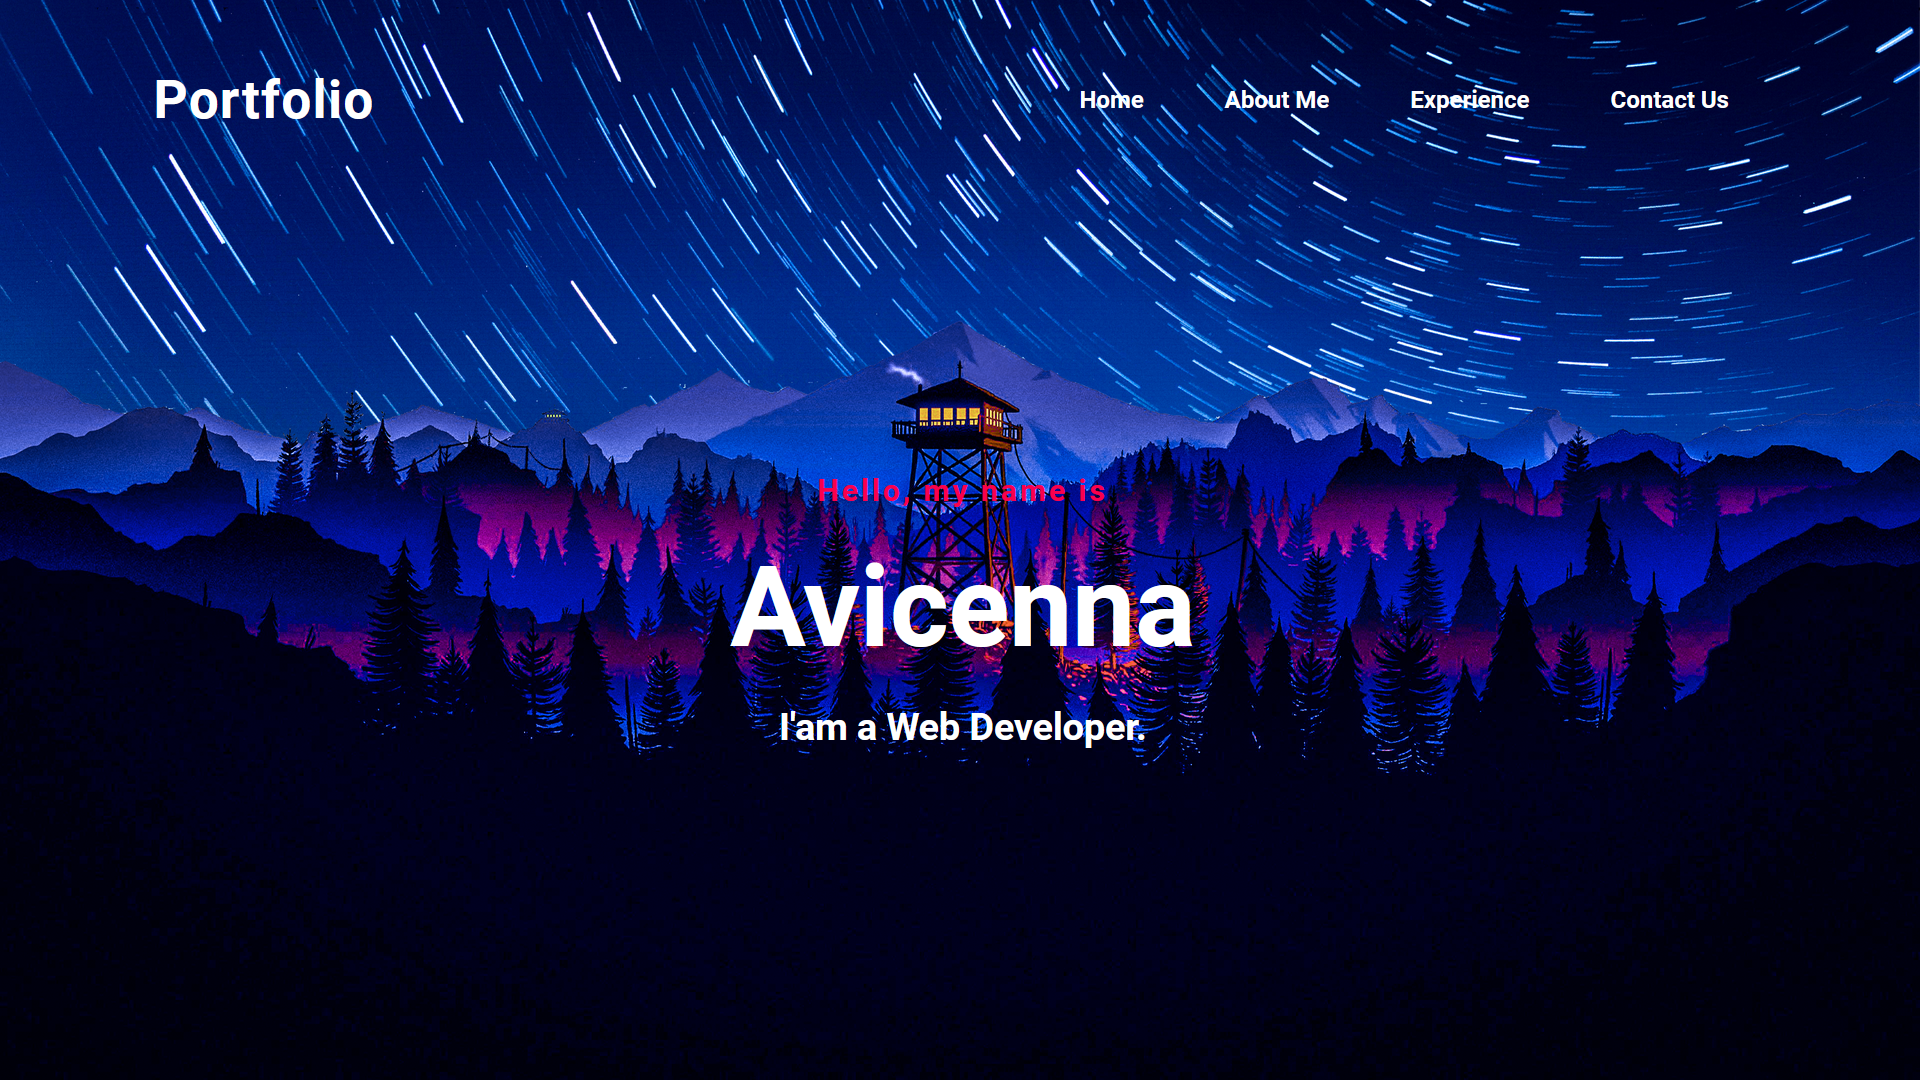 Portfolio
Home About Me Experience Contact Us
Hello, my name is
Avicenna
I'am a Web Developer.